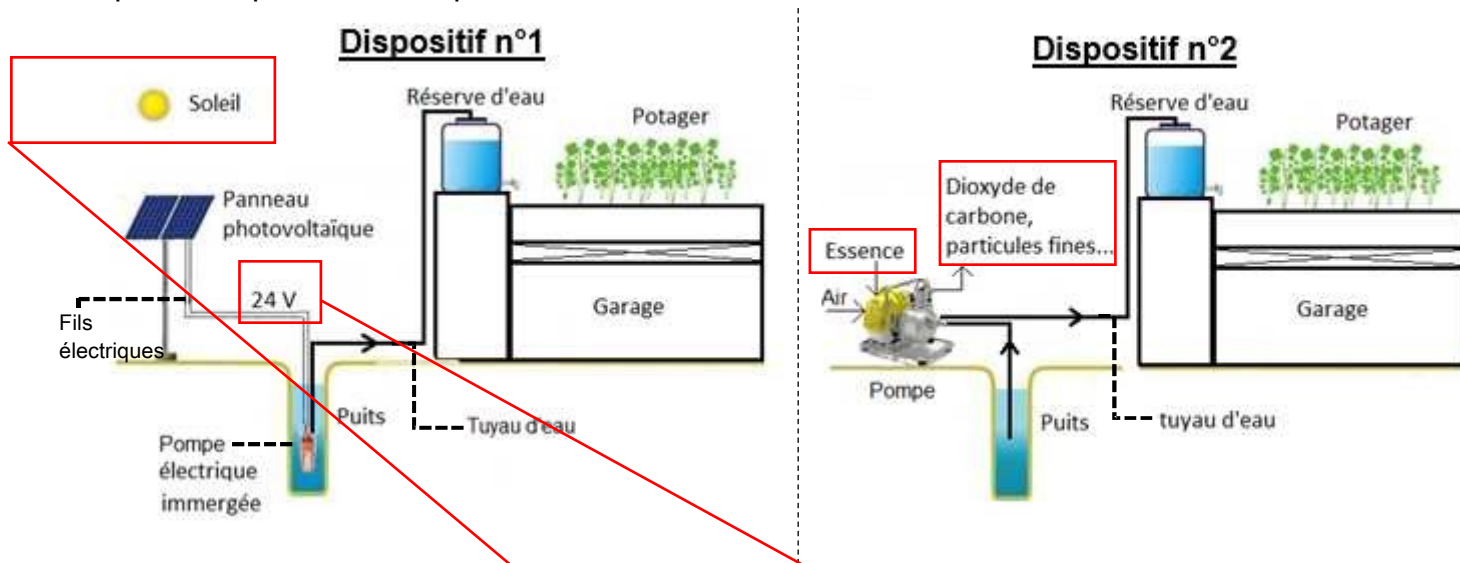 Dispositif n°1
Soleil
Réserve d'eau
Potager
Panneau
photovoltaïque
24 V
Fils
électriques
Garage
Puits
Tuyau d'eau
Pompe
électrique
immergée
Dispositif n°2
Réserve d'eau
Potager
Dioxyde de
carbone,
particules fines...
Essence
Air
Garage
Pompe
Puits
tuyau d'eau